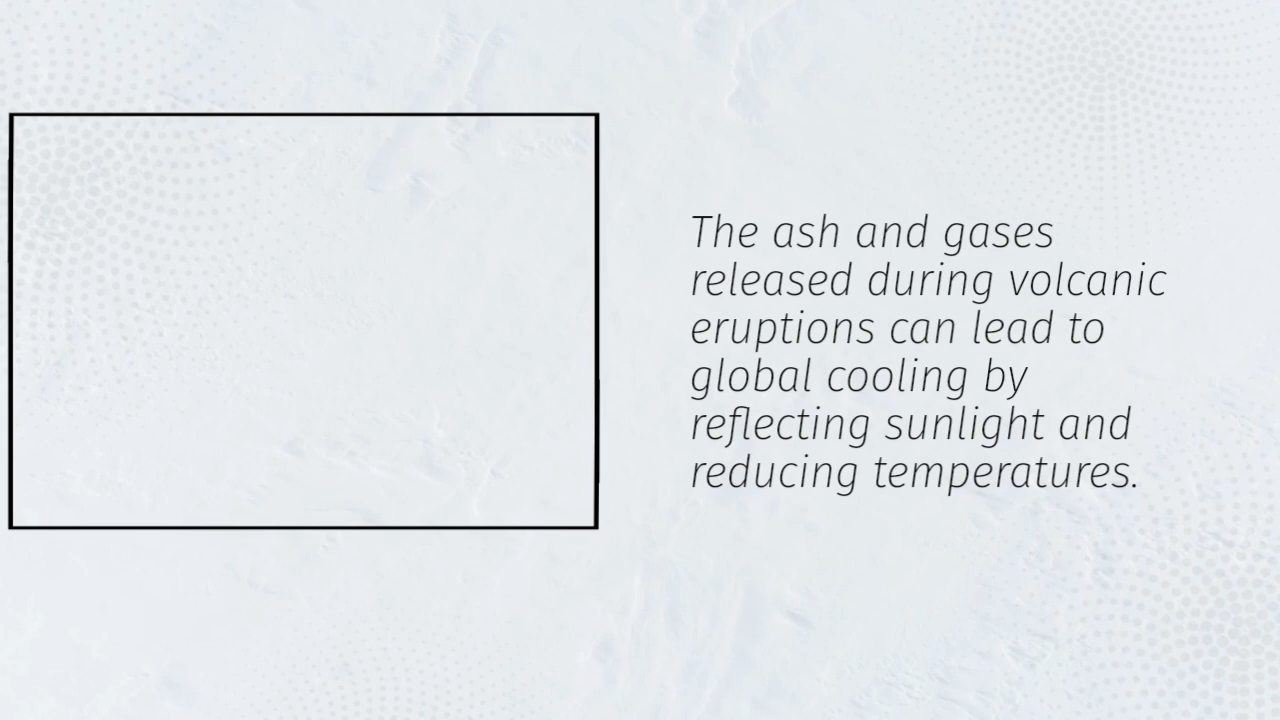 The ash and gases
released during volcanic
eruptions can lead to
global cooling by
reflecting sunlight and
reducing temperatures.